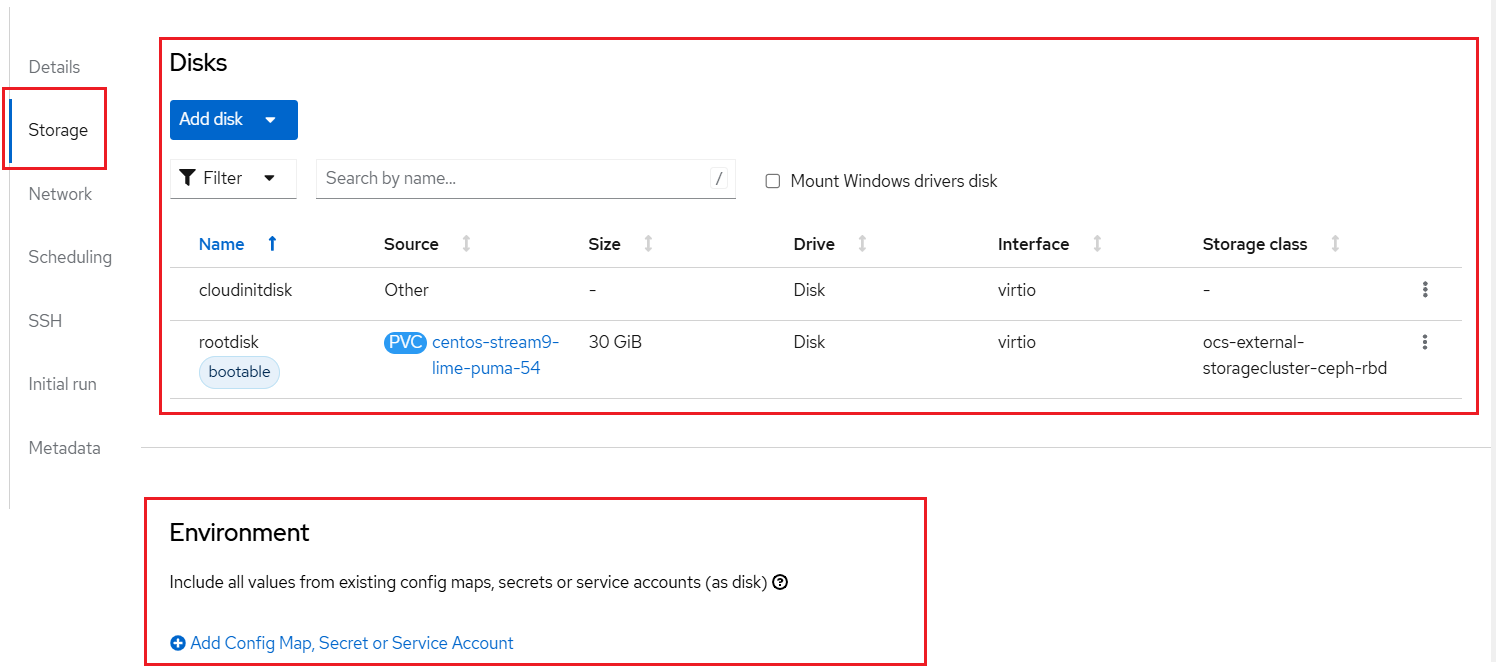 Details
Storage
Network
Scheduling
SSH
Initial run
Metadata
Disks
Add disk
Filter Search by name... / Mount Windows drivers disk
Name Source Size Drive Interface Storage class
cloudinitdisk Other - Disk virtio -
rootdisk PVC centos-stream9- 30 GiB Disk virtio ocs-external-
bootable lime-puma-54 storagecluster-ceph-rbd
Environment
Include all values from existing config maps, secrets or service accounts (as disk)
Add Config Map, Secret or Service Account